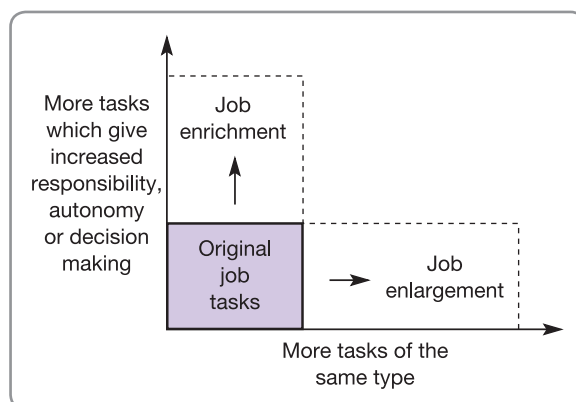 More tasks
which give
increased
responsibility,
autonomy
or decision
making
Job
enrichment
Original
job
tasks
Job
enlargement
More tasks of the
same type